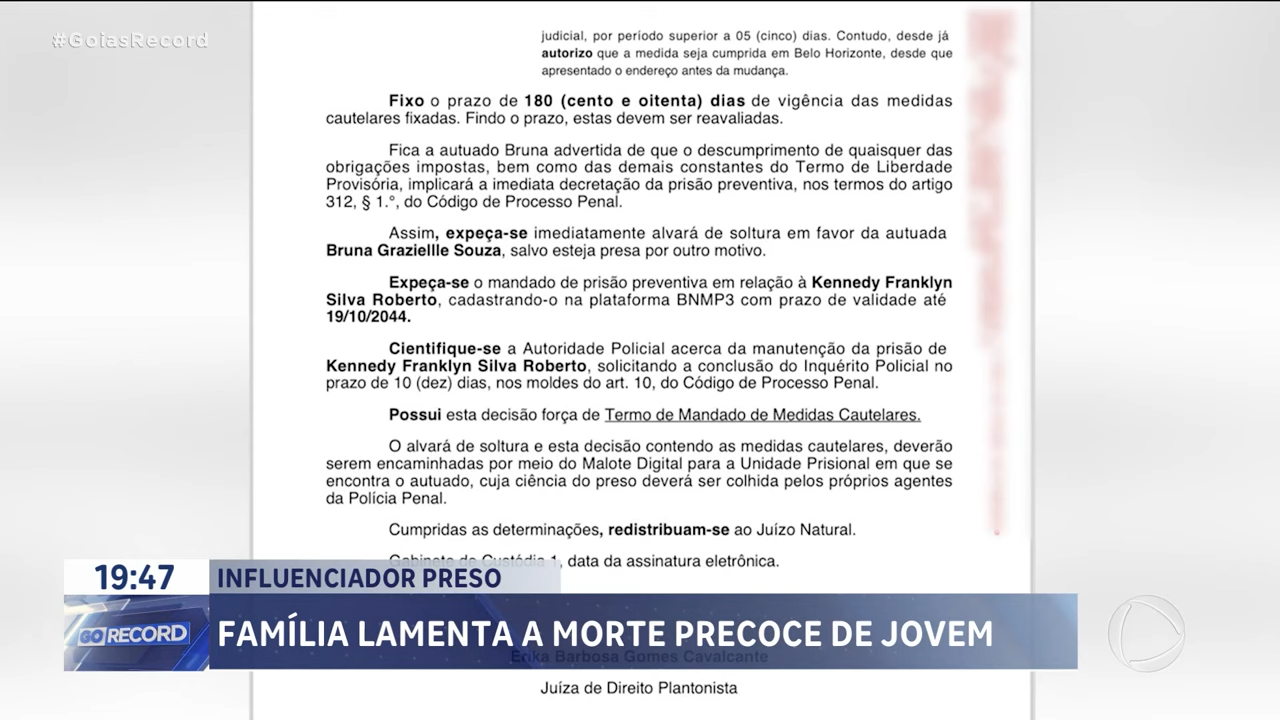 #GoiasRecord
judicial, por período superior a 05 (cinco) dias. Contudo, desde já
autorizo que a medida seja cumprida em Belo Horizonte, desde que
apresentado o endereço antes da mudança.
Fixo o prazo de 180 (cento e oitenta) dias de vigência das medidas
cautelares fixadas. Findo o prazo, estas devem ser reavaliadas.
Fica a autuado Bruna advertida de que o descumprimento de quaisquer das
obrigações impostas, bem como das demais constantes do Termo de Liberdade
Provisória, implicará a imediata decretação da prisão preventiva, nos termos do artigo
312, § 1.°, do Código de Processo Penal.
Assim, expeça-se imediatamente alvará de soltura em favor da autuada
Bruna Graziellle Souza, salvo esteja presa por outro motivo.
Expeça-se o mandado de prisão preventiva em relação à Kennedy Franklyn
Silva Roberto, cadastrando-o na plataforma BNMP3 com prazo de validade até
19/10/2044.
Cientifique-se a Autoridade Policial acerca da manutenção da prisão de
Kennedy Franklyn Silva Roberto, solicitando a conclusão do Inquérito Policial no
prazo de 10 (dez) dias, nos moldes do art. 10, do Código de Processo Penal.
Possui esta decisão força de Termo de Mandado de Medidas Cautelares.
O alvará de soltura e esta decisão contendo as medidas cautelares, deverão
serem encaminhadas por meio do Malote Digital para a Unidade Prisional em que se
encontra o autuado, cuja ciência do preso deverá ser colhida pelos próprios agentes
da Polícia Penal.
Cumpridas as determinações, redistribuam-se ao Juízo Natural.
Gabinete de Custódia 1, data da assinatura eletrônica.
19:47 INFLUENCIADOR PRESO
GO RECORD FAMÍLIA LAMENTA A MORTE PRECOCE DE JOVEM
Erika Barbosa Gomes Cavalcante
Juíza de Direito Plantonista